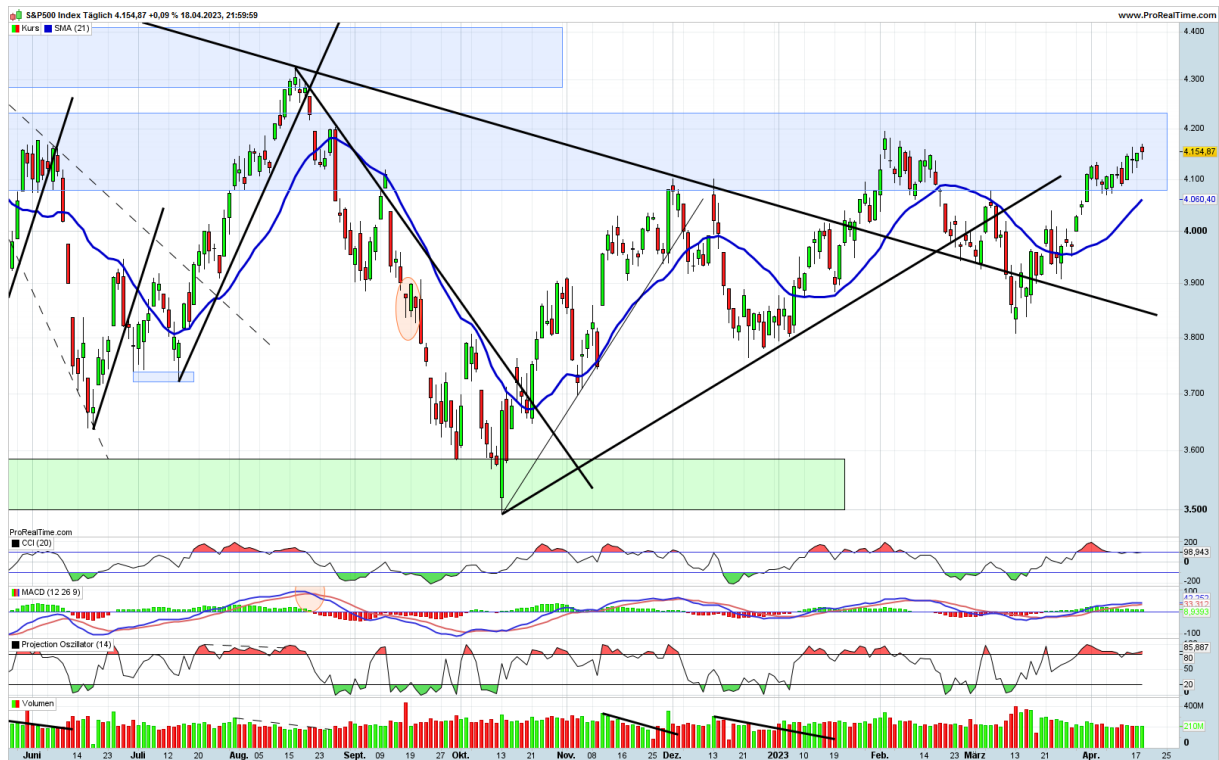 S&P500 Index Täglich 4.154,87 +0,09 % 18.04.2023, 21:59:59
www.ProRealTime.com
Kurs SMA (21)
4.400
4.300
4.200
4.154,87
4.100
4.060,40
4.000
3.900
3.800
3.700
3.600
3.500
ProRealTime.com
CCI (20)
200
98,943
0
-200
MACD (12 26 9)
100
33,312
8,9393
-100
Projection Oszillator (14)
85,887
80
50
20
0
Volumen
400M
210M
0
Juni 14 23 Juli 12 20 Aug. 05 15 23 Sept. 09 19 27 Okt. 13 21 Nov. 08 16 25 Dez. 13 21 2023 10 19 Feb. 14 23 März 13 21 Apr. 17 25